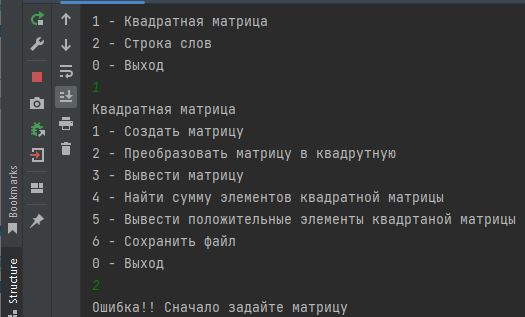 1 - Квадратная матрица
2 - Строка слов
0 - Выход
1
Квадратная матрица
1 - Создать матрицу
2 - Преобразовать матрицу в квадрутную
3 - Вывести матрицу
4 - Найти сумму элементов квадратной матрицы
5 - Вывести положительные элементы квадртаной матрицы
6 - Сохранить файл
0 - Выход
2
Ошибка!! Сначало задайте матрицу
Bookmarks
Structure